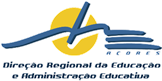 AÇORES
Direção Regional da Educação
e Administração Educativa